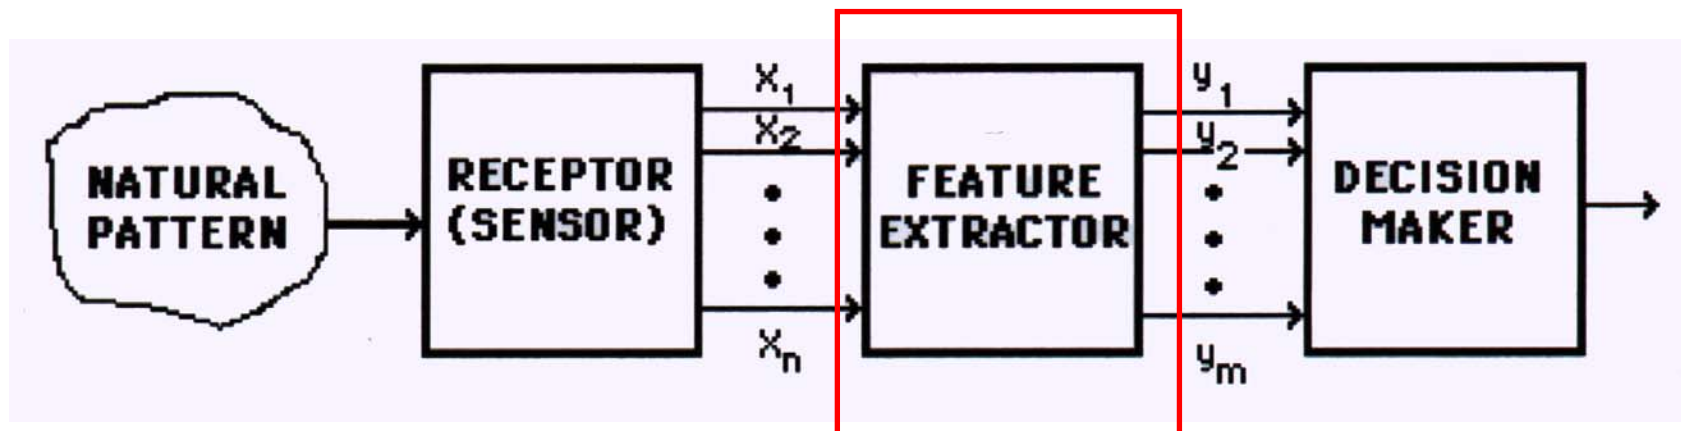 NATURAL
PATTERN
RECEPTOR
(SENSOR)
X₁
X₂
Xₙ
FEATURE
EXTRACTOR
y₁
y₂
yₘ
DECISION
MAKER